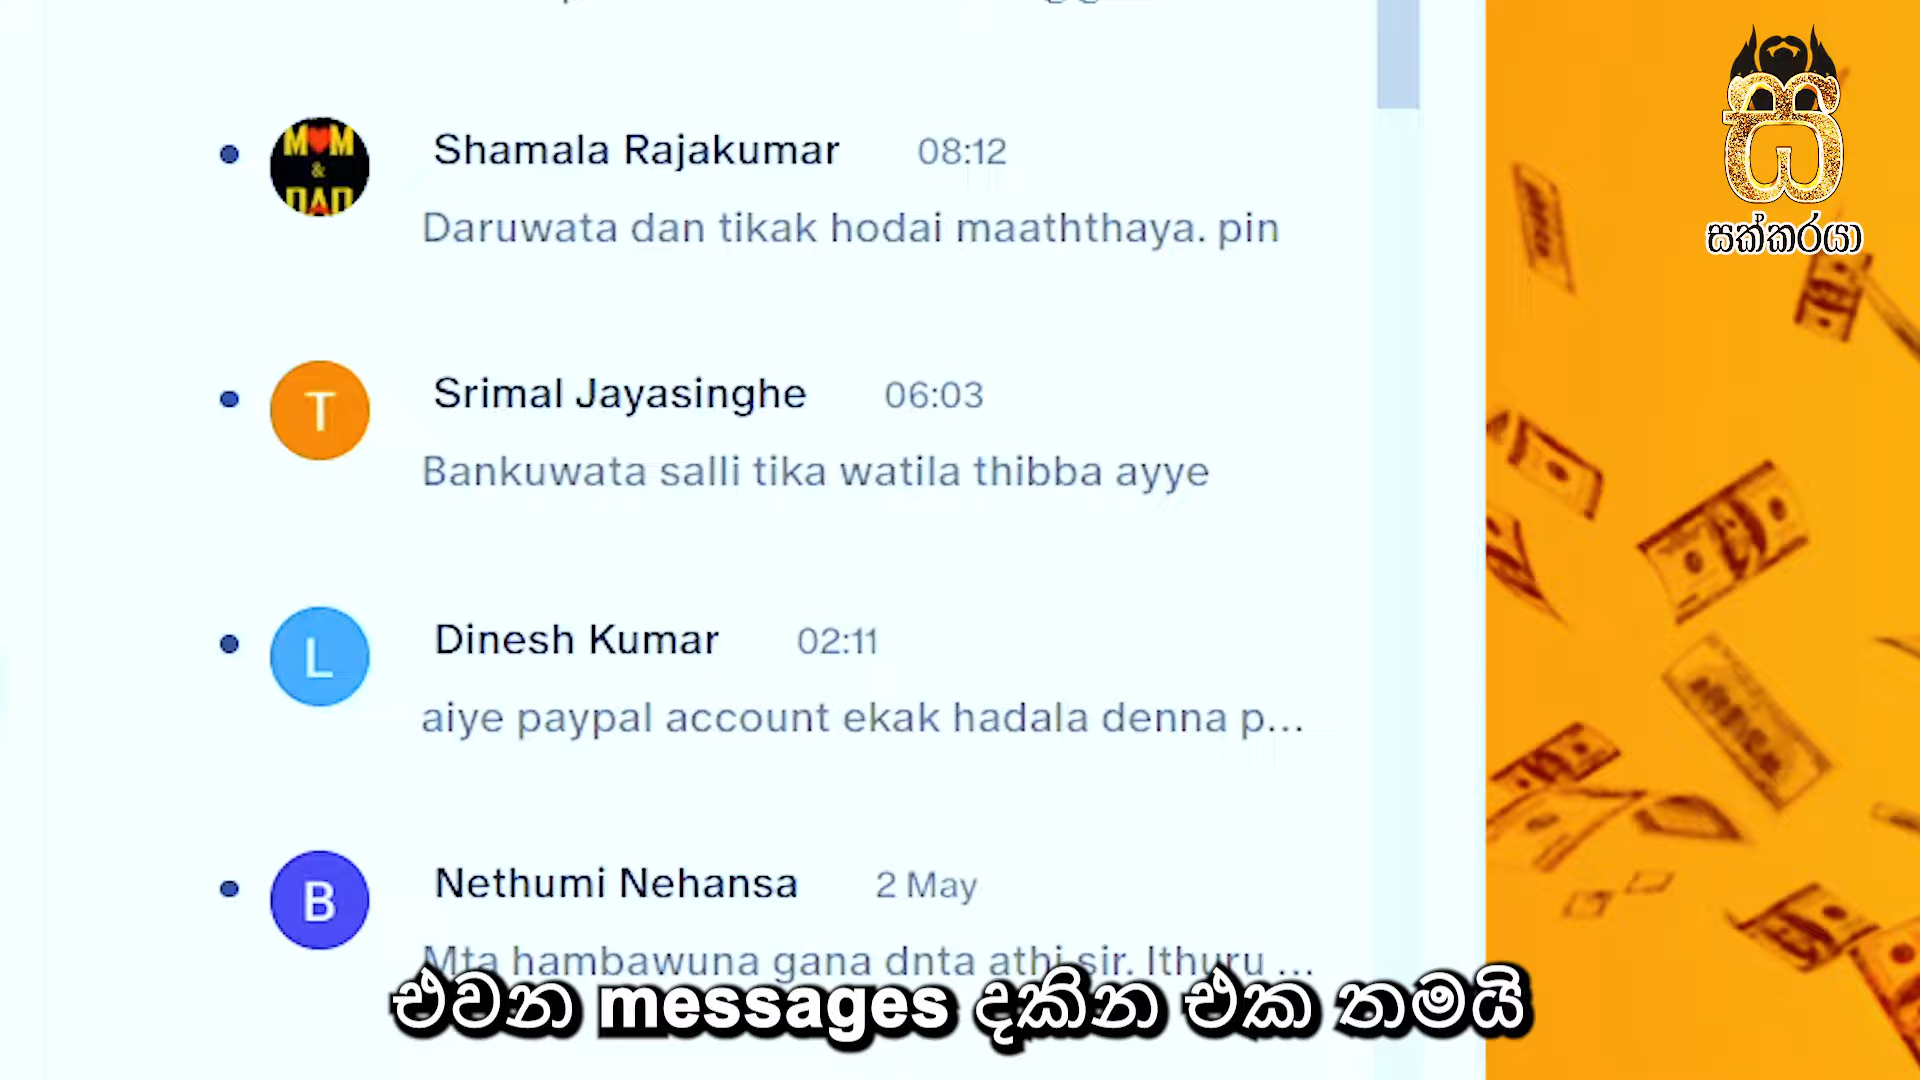 සක්කරයා
Shamala Rajakumar 08:12
Daruwata dan tikak hodai maaththaya. pin
T
Srimal Jayasinghe 06:03
Bankuwata salli tika watila thibba ayye
L
Dinesh Kumar 02:11
aiye paypal account ekak hadala denna p...
B
Nethumi Nehansa 2 May
Mta hambawuna gana dnta athi sir. Ithuru ...
එවන messages දකින එක තමයි
M M
&
DAD